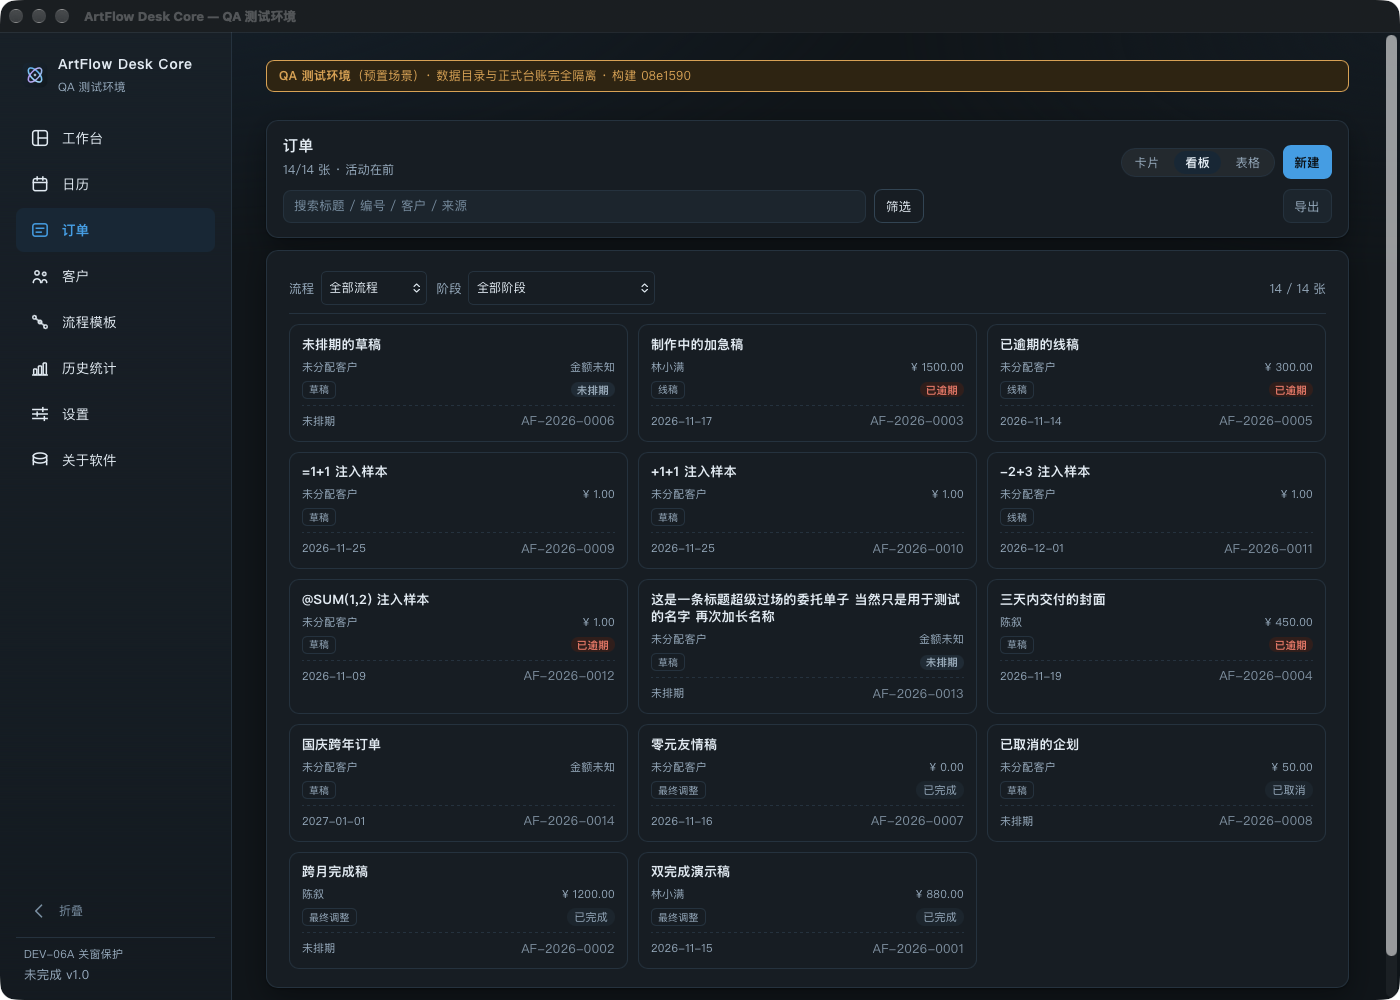 ArtFlow Desk Core — QA 测试环境
ArtFlow Desk Core
QA 测试环境
工作台
日历
订单
客户
流程模板
历史统计
设置
关于软件
折叠
DEV-06A 关窗保护
未完成 v1.0
QA 测试环境（预置场景）· 数据目录与正式台账完全隔离 · 构建 08e1590
订单
14/14 张 · 活动在前
卡片 看板 表格 新建
搜索标题 / 编号 / 客户 / 来源 筛选 导出
流程 全部流程 阶段 全部阶段 14 / 14 张
未排期的草稿
未分配客户 金额未知
草稿 未排期
未排期 AF-2026-0006
制作中的加急稿
林小满 ¥ 1500.00
线稿 已逾期
2026-11-17 AF-2026-0003
已逾期的线稿
未分配客户 ¥ 300.00
线稿 已逾期
2026-11-14 AF-2026-0005
=1+1 注入样本
未分配客户 ¥ 1.00
草稿
2026-11-25 AF-2026-0009
+1+1 注入样本
未分配客户 ¥ 1.00
草稿
2026-11-25 AF-2026-0010
-2+3 注入样本
未分配客户 ¥ 1.00
线稿
2026-12-01 AF-2026-0011
@SUM(1,2) 注入样本
未分配客户 ¥ 1.00
草稿 已逾期
2026-11-09 AF-2026-0012
这是一条标题超级过场的委托单子 当然只是用于测试
的名字 再次加长名称
未分配客户 金额未知
草稿 未排期
未排期 AF-2026-0013
三天内交付的封面
陈叙 ¥ 450.00
草稿 已逾期
2026-11-19 AF-2026-0004
国庆跨年订单
未分配客户 金额未知
草稿
2027-01-01 AF-2026-0014
零元友情稿
未分配客户 ¥ 0.00
最终调整 已完成
2026-11-16 AF-2026-0007
已取消的企划
未分配客户 ¥ 50.00
草稿 已取消
未排期 AF-2026-0008
跨月完成稿
陈叙 ¥ 1200.00
最终调整 已完成
未排期 AF-2026-0002
双完成演示稿
林小满 ¥ 880.00
最终调整 已完成
2026-11-15 AF-2026-0001